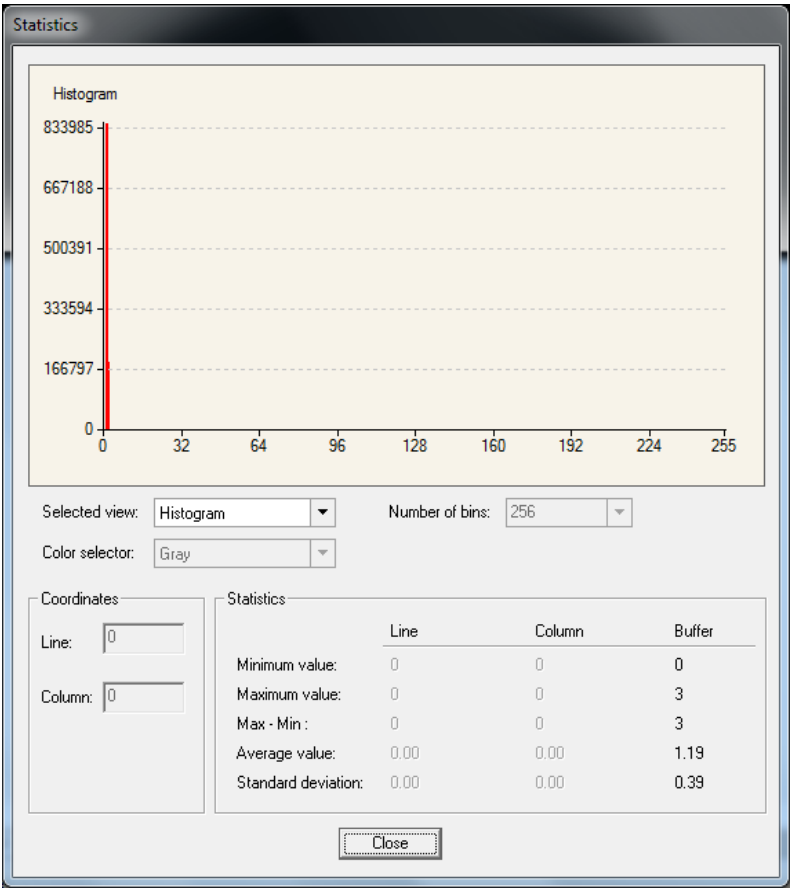 Statistics
Histogram
833985
667188
500391
333594
166797
0
0 32 64 96 128 160 192 224 255
Selected view: Histogram Number of bins: 256
Color selector: Gray
Coordinates
Line: 0
Column: 0
Statistics
Line Column Buffer
Minimum value: 0 0 0
Maximum value: 0 0 3
Max - Min : 0 0 3
Average value: 0.00 0.00 1.19
Standard deviation: 0.00 0.00 0.39
Close